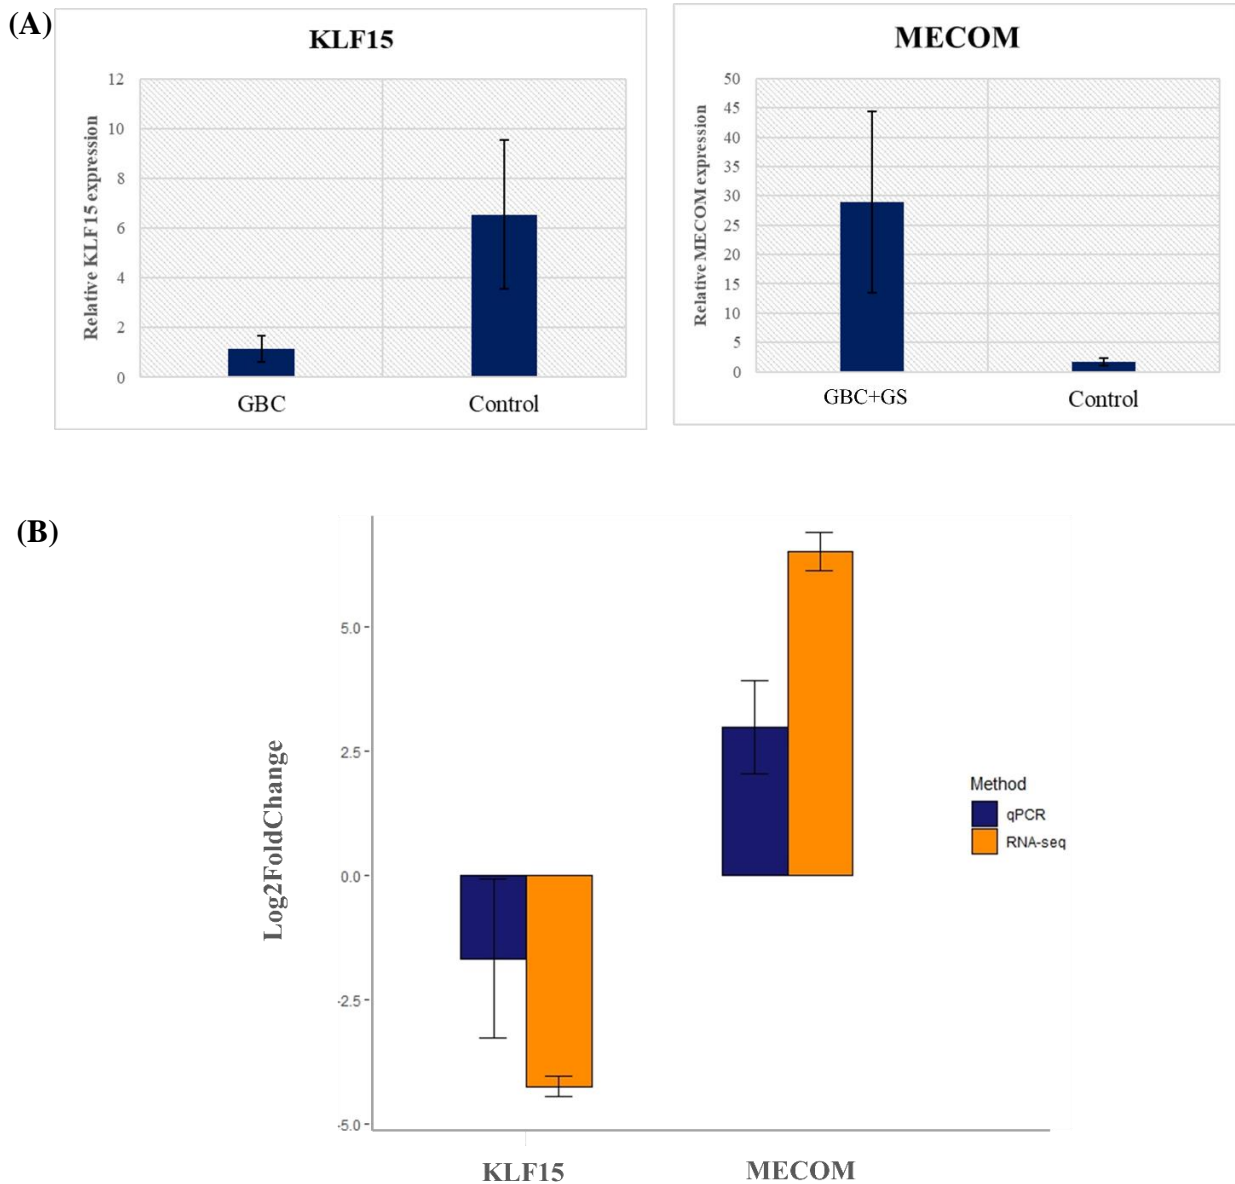 (A)
KLF15
Relative KLF15 expression
12
10
8
6
4
2
0
GBC
Control
MECOM
Relative MECOM expression
50
45
40
35
30
25
20
15
10
5
0
GBC+GS
Control
(B)
Log2FoldChange
5.0
2.5
0.0
-2.5
-5.0
KLF15
MECOM
Method
qPCR
RNA-seq